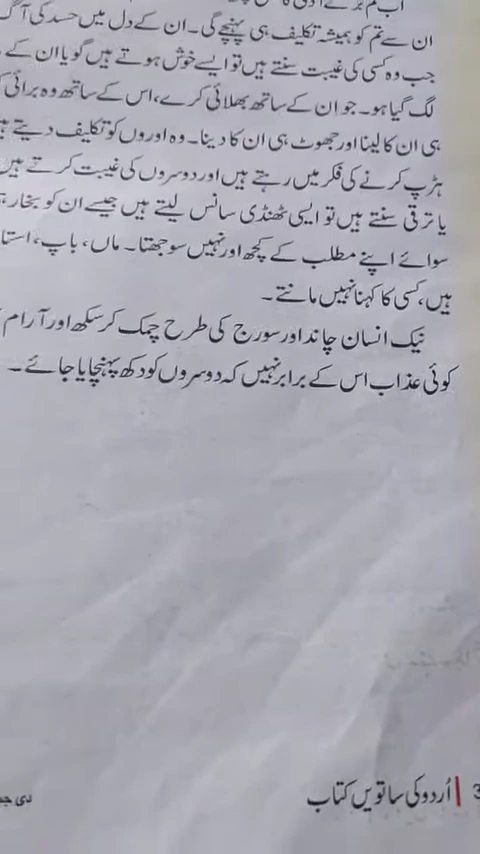 ان سے تم کو ہمیشہ تکلیف ہی پہنچے گی۔ ان کے دل میں حسد کی آگ
جب وہ کسی کی غیبت سنتے ہیں تو ایسے خوش ہوتے ہیں گویا ان کے
لگ گیا ہو۔ جو ان کے ساتھ بھلائی کرے، اس کے ساتھ وہ برائی
ہی ان کا لینا اور جھوٹ ہی ان کا دینا۔ وہ اوروں کو تکلیف دیتے
ہڑپ کرنے کی فکر میں رہتے ہیں اور دوسروں کی غیبت کرتے ہیں
یا ترقی سنتے ہیں تو ایسی ٹھنڈی سانس لیتے ہیں جیسے ان کو بخار
سوائے اپنے مطلب کے کچھ اور نہیں سوجھتا۔ ماں، باپ،
ہیں، کسی کا کہنا نہیں مانتے۔
نیک انسان چاند اور سورج کی طرح چمک کر سکھ اور آرام
کوئی عذاب اس کے برابر نہیں کہ دوسروں کو دکھ پہنچایا جائے۔
3 | اُردو کی ساتویں کتاب
دی